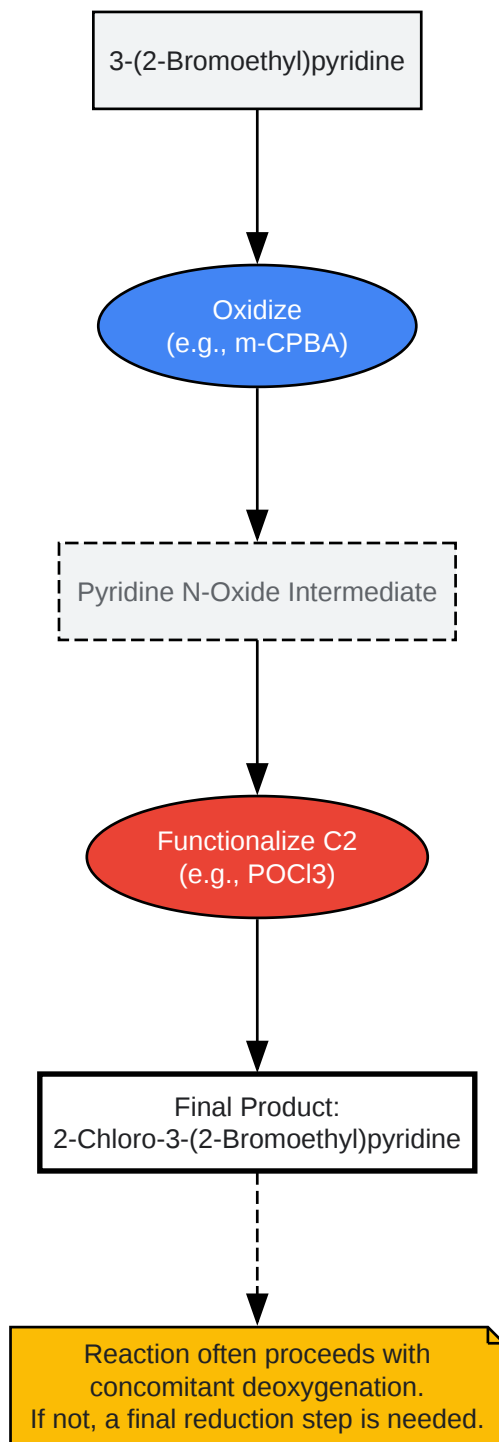 3-(2-Bromoethyl)pyridine
Oxidize
(e.g., m-CPBA)
Pyridine N-Oxide Intermediate
Functionalize C2
(e.g., POCl3)
Final Product:
2-Chloro-3-(2-Bromoethyl)pyridine
Reaction often proceeds with
concomitant deoxygenation.
If not, a final reduction step is needed.